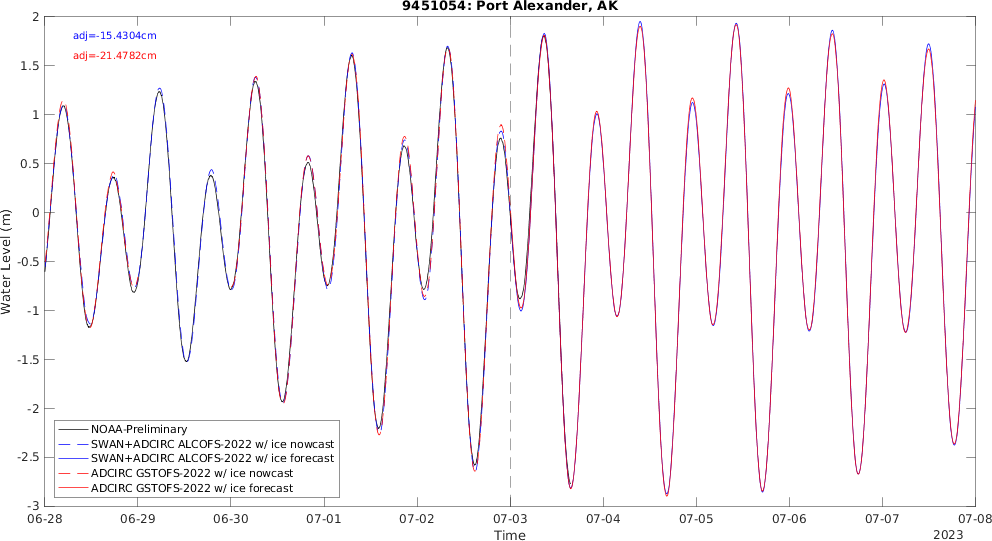 9451054: Port Alexander, AK
adj=-15.4304cm
adj=-21.4782cm
2
1.5
1
0.5
0
-0.5
-1
-1.5
-2
-2.5
-3
Water Level (m)
NOAA-Preliminary
SWAN+ADCIRC ALCOFS-2022 w/ ice nowcast
SWAN+ADCIRC ALCOFS-2022 w/ ice forecast
ADCIRC GSTOFS-2022 w/ ice nowcast
ADCIRC GSTOFS-2022 w/ ice forecast
06-28 06-29 06-30 07-01 07-02 07-03 07-04 07-05 07-06 07-07 07-08
Time
2023